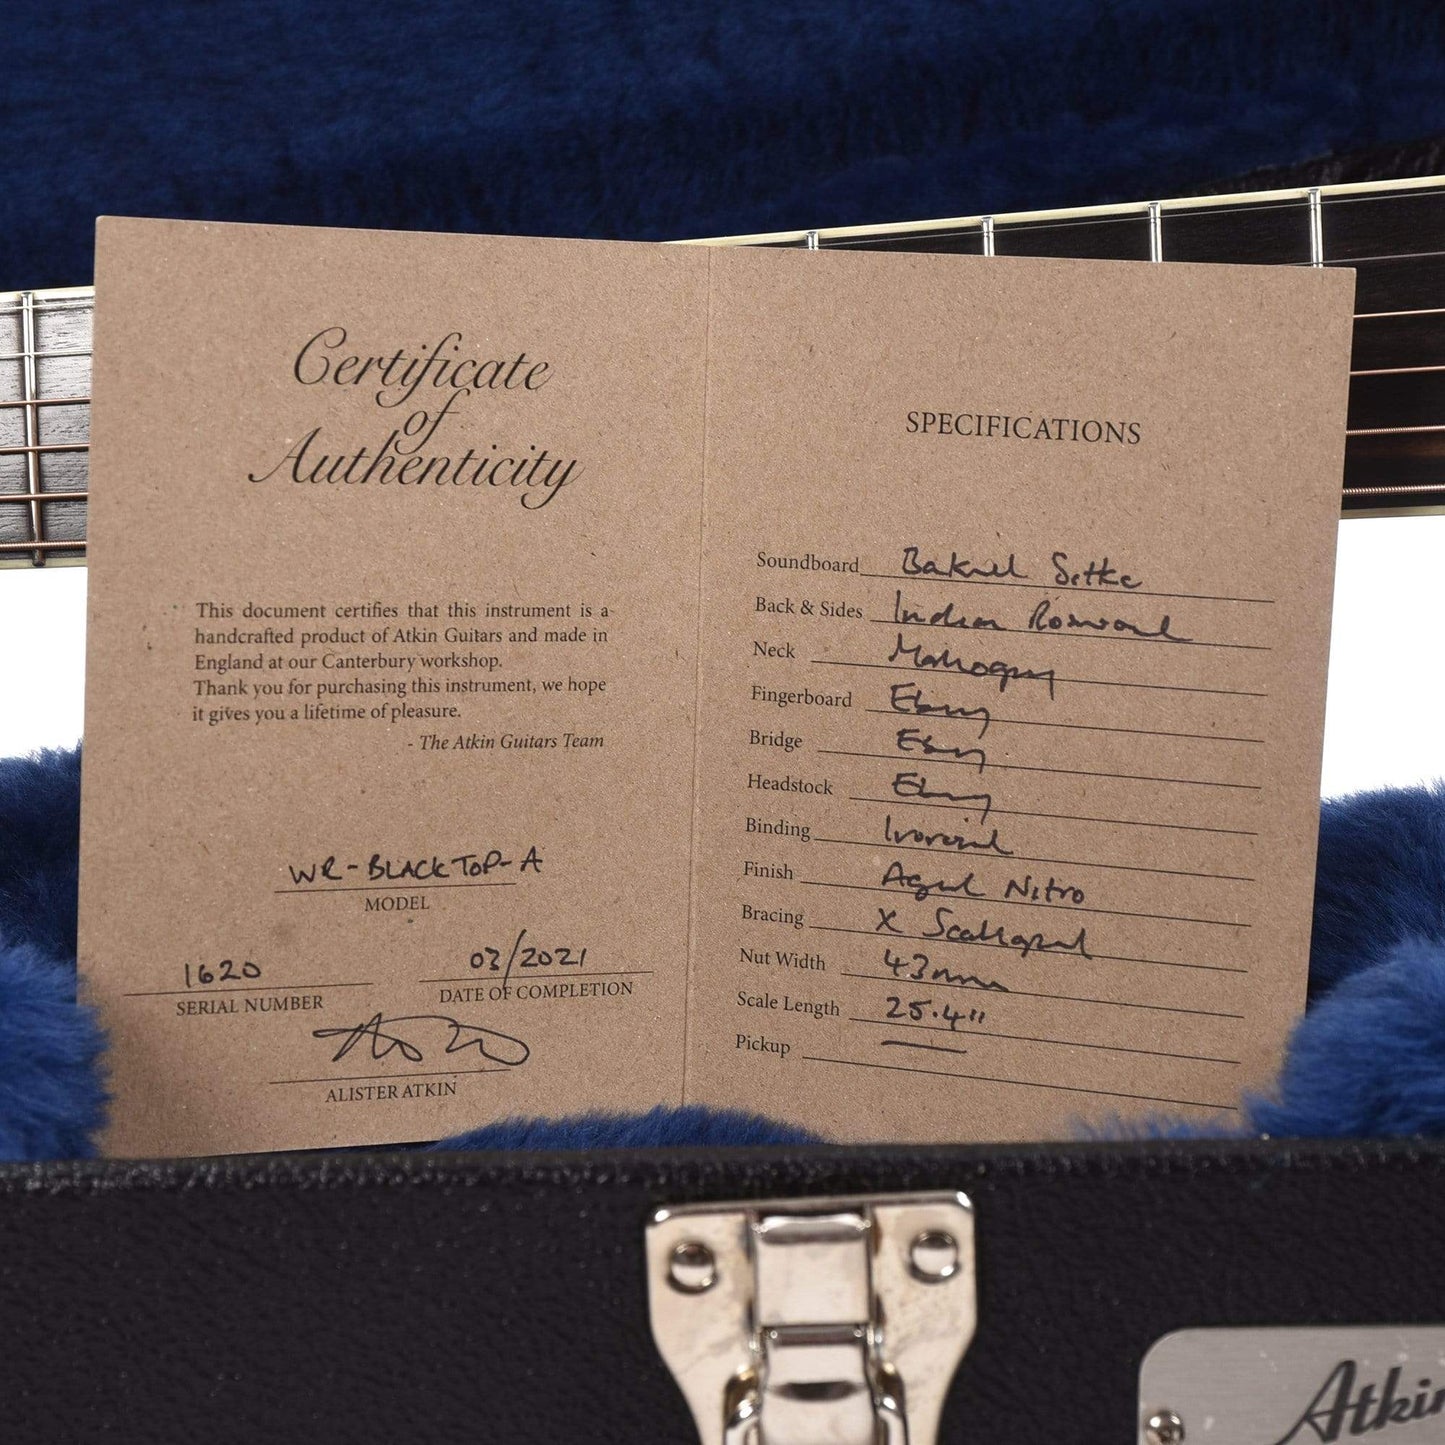 Certificate
of
Authenticity
This document certifies that this instrument is a
handcrafted product of Atkin Guitars and made in
England at our Canterbury workshop.
Thank you for purchasing this instrument, we hope
it gives you a lifetime of pleasure.
- The Atkin Guitars Team
WR-BLACKTOP-A
MODEL
1620
SERIAL NUMBER
03/2021
DATE OF COMPLETION
ALISTER ATKIN
SPECIFICATIONS
Soundboard Baked Sitka
Back & Sides Indian Rosewood
Neck Mahogany
Fingerboard Ebony
Bridge Ebony
Headstock Ebony
Binding Ivoroid
Finish Aged Nitro
Bracing X Scalloped
Nut Width 43mm
Scale Length 25.4"
Pickup —
Atkin